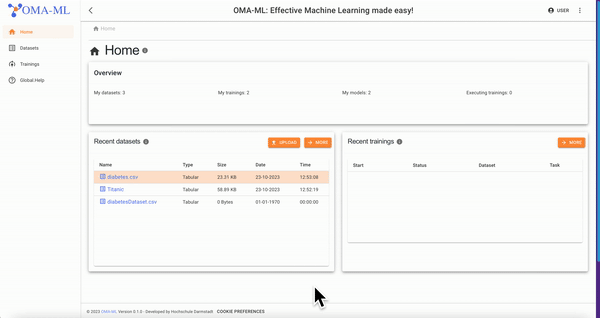 OMA-ML
OMA-ML: Effective Machine Learning made easy!
USER
Home
Datasets
Trainings
Global Help
Home
Home
Overview
My datasets: 3 My trainings: 2 My models: 2 Executing trainings: 0
Recent datasets UPLOAD MORE
Name Type Size Date Time
diabetes.csv Tabular 23.31 KB 23-10-2023 12:53:08
Titanic Tabular 58.89 KB 23-10-2023 12:52:19
diabetesDataset.csv Tabular 0 Bytes 01-01-1970 00:00:00
Recent trainings MORE
Start Status Dataset Task
© 2023 OMA-ML. Version 0.1.0 - Developed by Hochschule Darmstadt COOKIE PREFERENCES